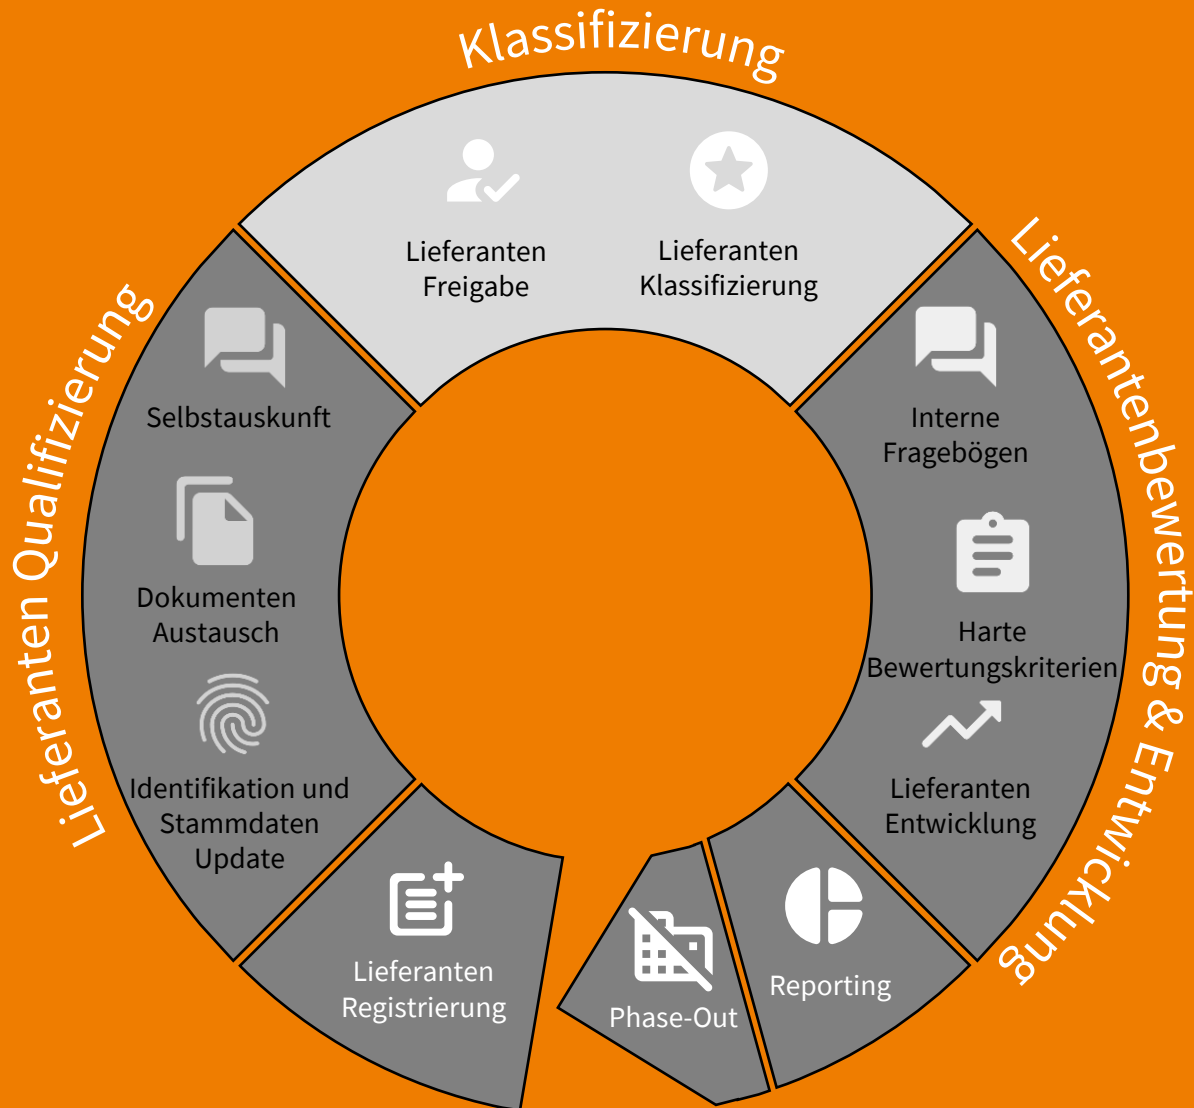 Klassifizierung
Lieferanten
Freigabe
Lieferanten
Klassifizierung
Lieferanten Qualifizierung
Selbstauskunft
Dokumenten
Austausch
Identifikation und
Stammdaten
Update
Lieferantenbewertung & Entwicklung
Interne
Fragebögen
Harte
Bewertungskriterien
Lieferanten
Entwicklung
Lieferanten
Registrierung
Phase-Out
Reporting